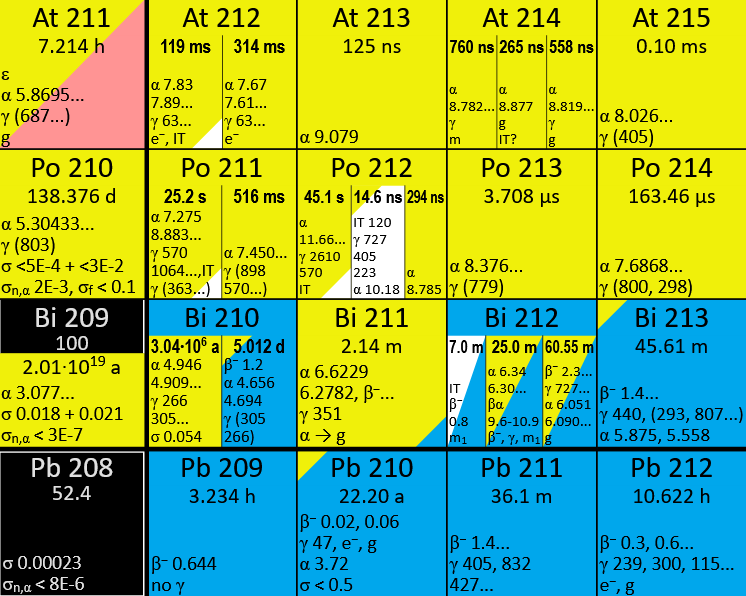 At 211
7.214 h
ε
α 5.8695...
γ (687...)
g
At 212
119 ms
α 7.83
7.89...
γ 63...
e⁻, IT
314 ms
α 7.67
7.61...
γ 63...
e⁻
At 213
125 ns
α 9.079
At 214
760 ns
α
8.782...
γ
m
265 ns
α
8.877
g
IT?
558 ns
α
8.819...
γ
g
At 215
0.10 ms
α 8.026...
γ (405)
Po 210
138.376 d
α 5.30433...
γ (803)
σ <5E-4 + <3E-2
σn,α 2E-3, σf < 0.1
Po 211
25.2 s
α 7.275
8.883...
γ 570
1064...,IT
γ (363...)
516 ms
α 7.450...
γ (898
570...)
Po 212
45.1 s
α
11.66...
γ 2610
570
IT
14.6 ns
IT 120
γ 727
405
223
α 10.18
294 ns
α
8.785
Po 213
3.708 µs
α 8.376...
γ (779)
Po 214
163.46 µs
α 7.6868...
γ (800, 298)
Bi 209
100
2.01·10¹⁹ a
α 3.077...
σ 0.018 + 0.021
σn,α < 3E-7
Bi 210
3.04·10⁶ a
α 4.946
4.909...
γ 266
305...
σ 0.054
5.012 d
β⁻ 1.2
α 4.656
4.694
γ (305
266)
Bi 211
2.14 m
α 6.6229
6.2782, β⁻...
γ 351
α → g
Bi 212
7.0 m
IT
β⁻
0.8
m₁
25.0 m
α 6.34
6.30...
βα
9.6-10.9
β⁻, γ, m₁
60.55 m
β⁻ 2.3...
γ 727...
α 6.051
6.090...
g
Bi 213
45.61 m
β⁻ 1.4...
γ 440, (293, 807...)
α 5.875, 5.558
Pb 208
52.4
σ 0.00023
σn,α < 8E-6
Pb 209
3.234 h
β⁻ 0.644
no γ
Pb 210
22.20 a
β⁻ 0.02, 0.06
γ 47, e⁻, g
α 3.72
σ < 0.5
Pb 211
36.1 m
β⁻ 1.4...
γ 405, 832
427...
Pb 212
10.622 h
β⁻ 0.3, 0.6...
γ 239, 300, 115...
e⁻, g